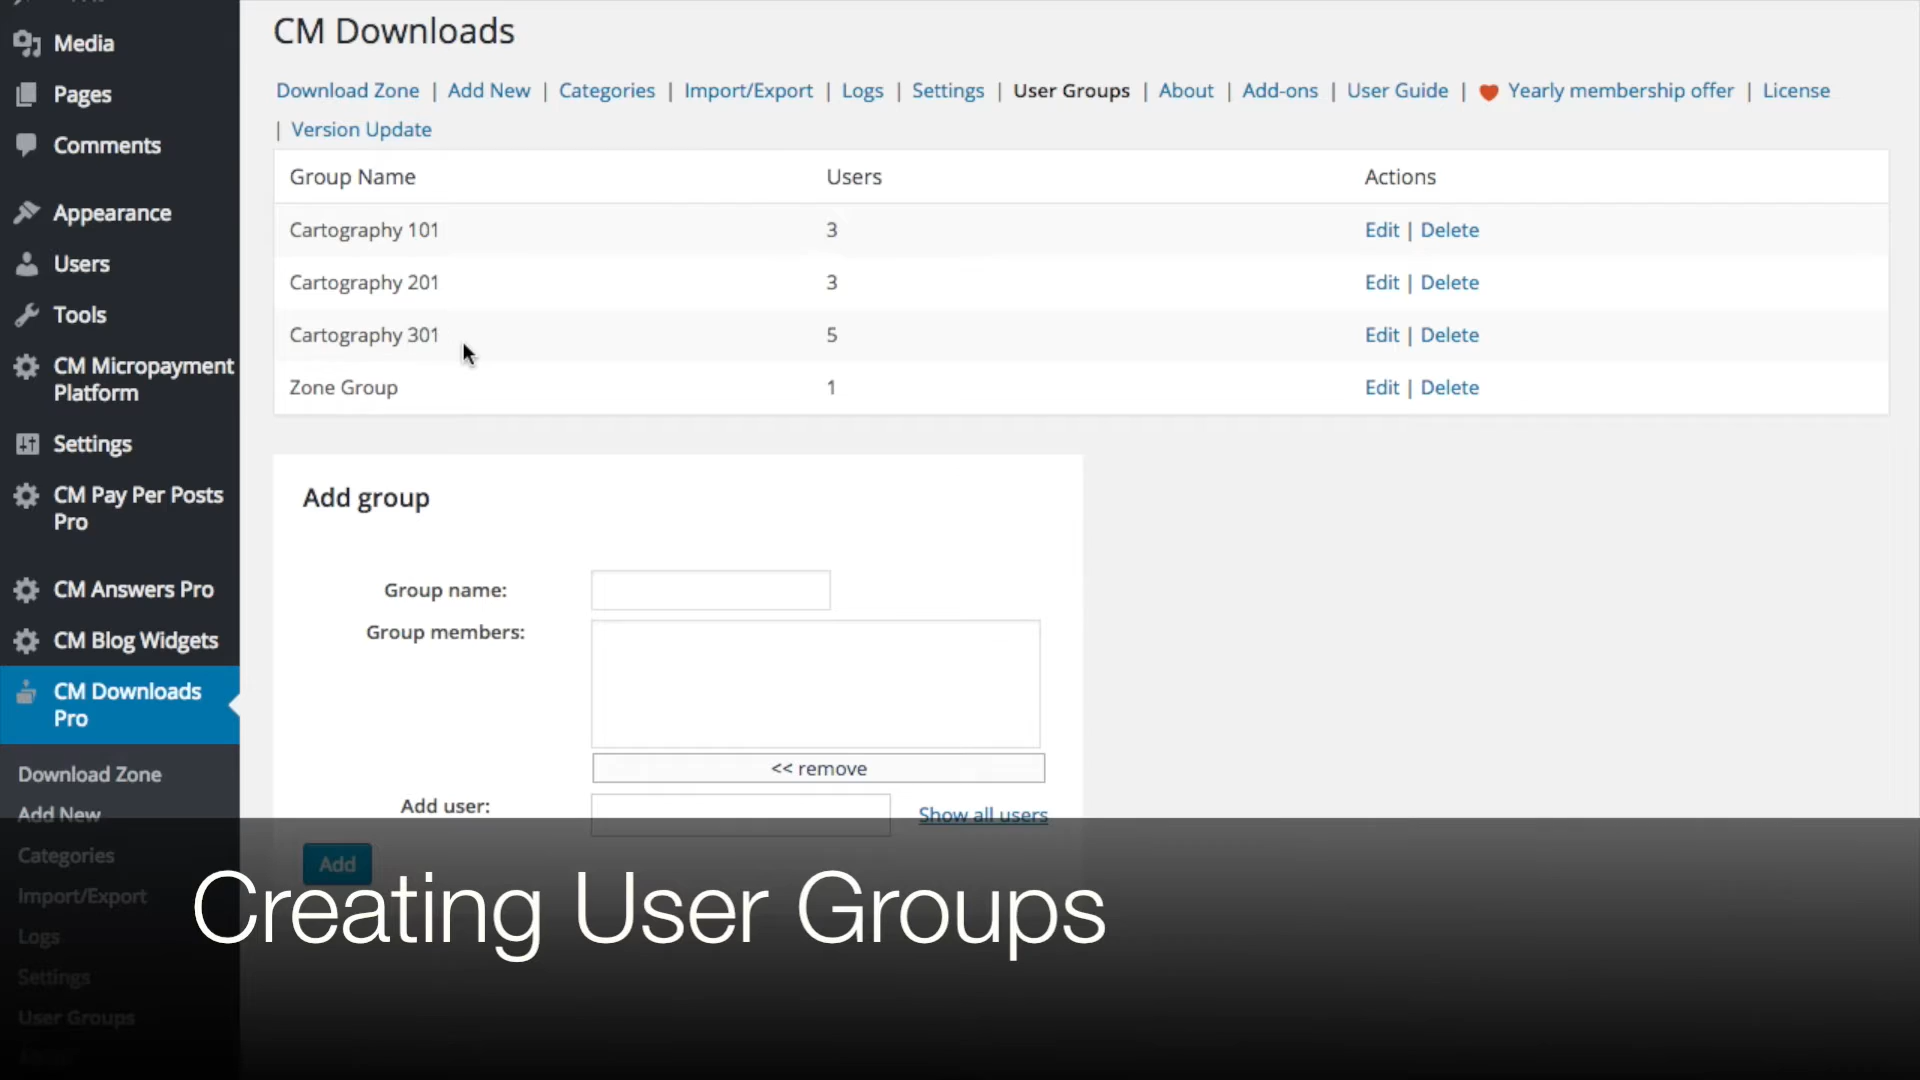 Media
Pages
Comments
Appearance
Users
Tools
CM Micropayment
Platform
Settings
CM Pay Per Posts
Pro
CM Answers Pro
CM Blog Widgets
CM Downloads
Pro
Download Zone
Add New
Categories
Import/Export
Logs
Settings
User Groups
CM Downloads
Download Zone | Add New | Categories | Import/Export | Logs | Settings | User Groups | About | Add-ons | User Guide | Yearly membership offer | License
| Version Update
Group Name Users Actions
Cartography 101 3 Edit | Delete
Cartography 201 3 Edit | Delete
Cartography 301 5 Edit | Delete
Zone Group 1 Edit | Delete
Add group
Group name:
Group members:
<< remove
Add user: Show all users
Add
Creating User Groups